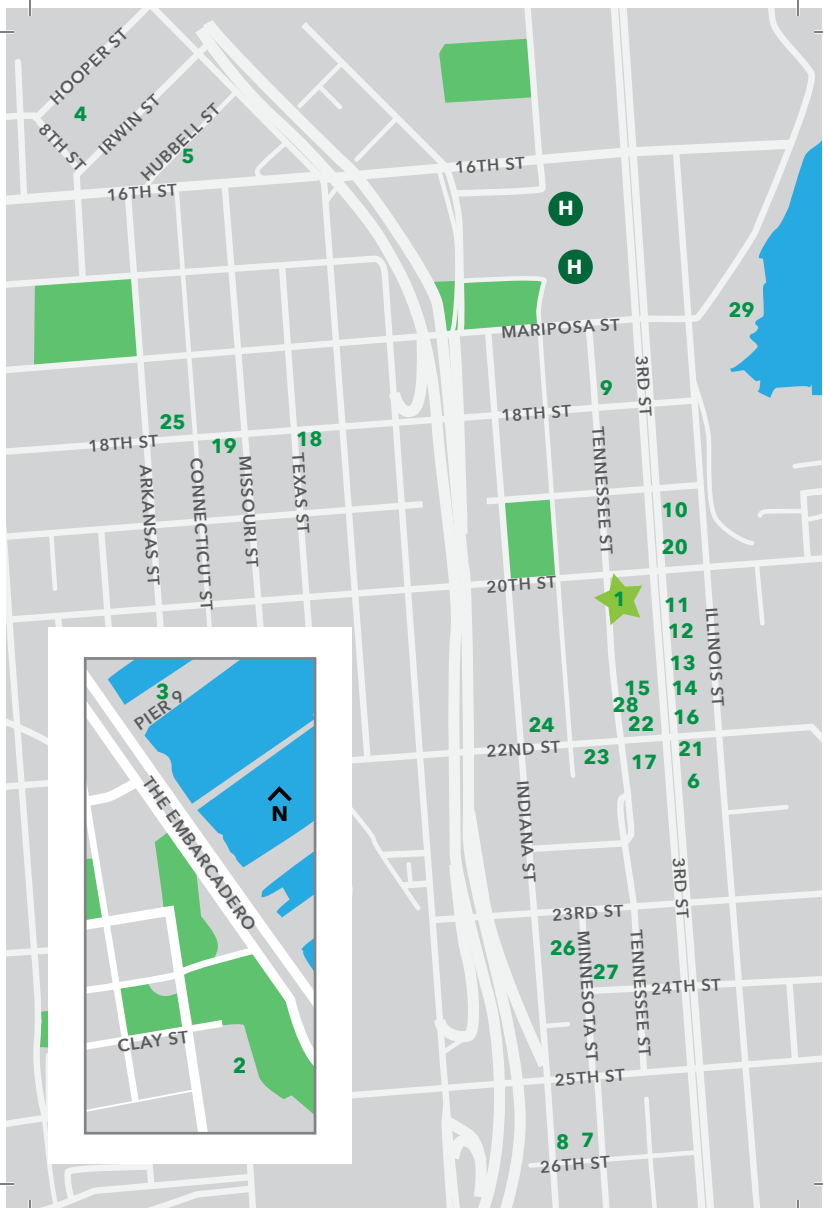 HOOPER ST
4
8TH ST
IRWIN ST
HUBBELL ST
5
16TH ST
16TH ST
H
H
29
MARIPOSA ST
3RD ST
9
18TH ST
25
18TH ST
19
18
ARKANSAS ST
CONNECTICUT ST
MISSOURI ST
TEXAS ST
TENNESSEE ST
10
20
20TH ST
1
11
ILLINOIS ST
12
13
15
14
28
16
24
22
22ND ST
23
17
21
6
INDIANA ST
3RD ST
23RD ST
26
MINNESOTA ST
27
TENNESSEE ST
24TH ST
25TH ST
8
7
26TH ST
3
PIER 9
THE EMBARCADERO
N
CLAY ST
2